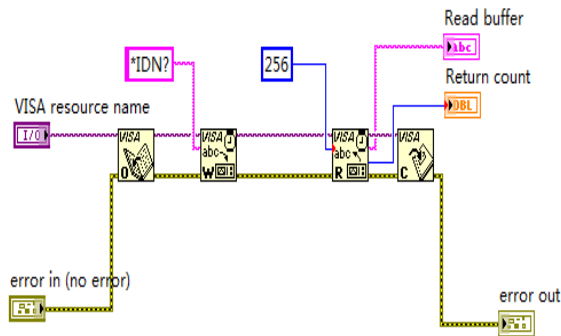 Read buffer
abc
*IDN?
256
Return count
DBL
VISA resource name
I/O
VISA
VISA
VISA
VISA
abc
abc
O
W
R
C
error in (no error)
error out